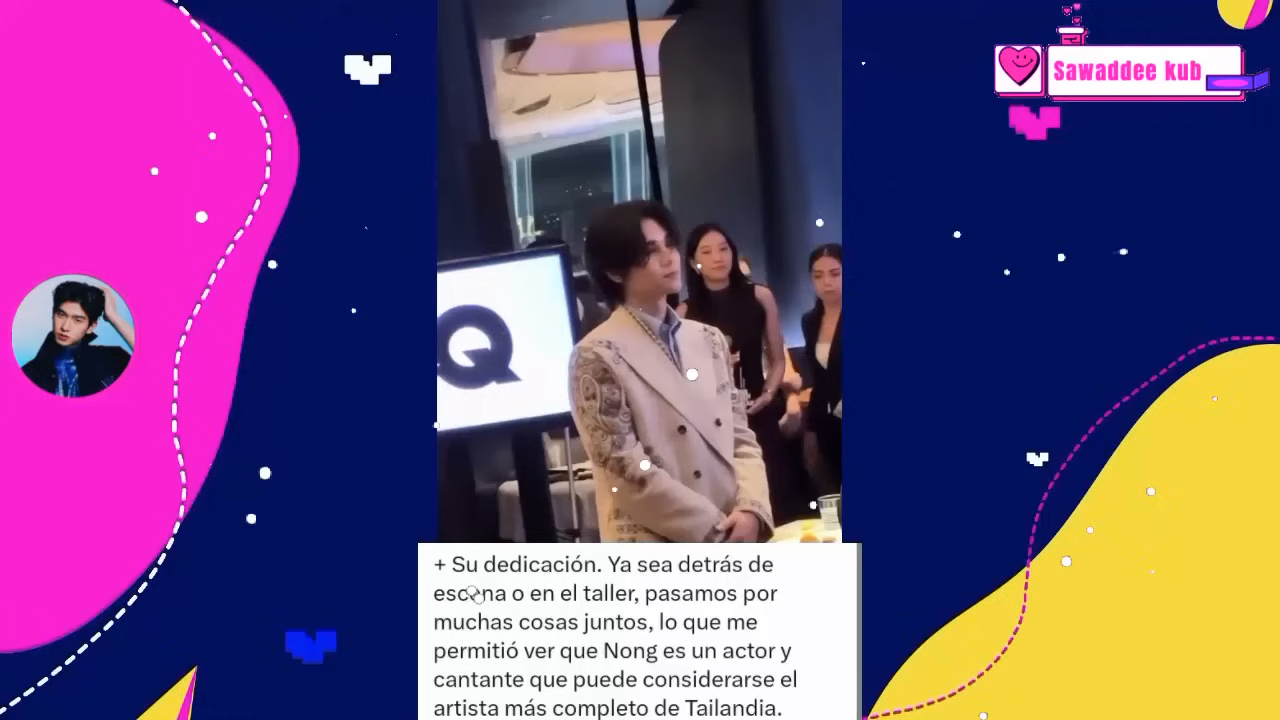 Sawaddee kub
Q
+ Su dedicación. Ya sea detrás de
escena o en el taller, pasamos por
muchas cosas juntos, lo que me
permitió ver que Nong es un actor y
cantante que puede considerarse el
artista más completo de Tailandia.